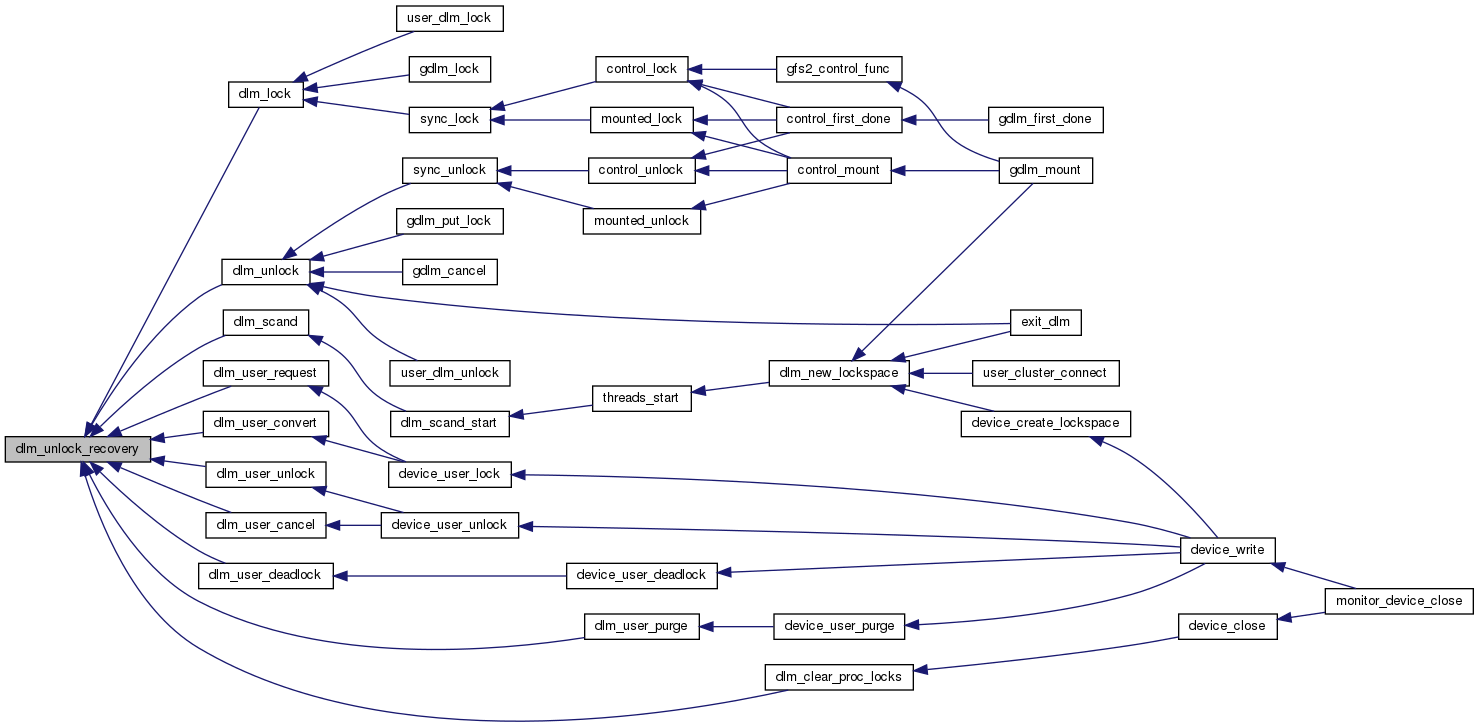 user_dlm_lock
gdlm_lock
control_lock
gfs2_control_func
dlm_lock
sync_lock
mounted_lock
control_first_done
gdlm_first_done
sync_unlock
control_unlock
control_mount
gdlm_mount
gdlm_put_lock
mounted_unlock
dlm_unlock
gdlm_cancel
dlm_scand
exit_dlm
dlm_user_request
user_dlm_unlock
dlm_new_lockspace
user_cluster_connect
threads_start
dlm_user_convert
dlm_scand_start
device_create_lockspace
dlm_unlock_recovery
dlm_user_unlock
device_user_lock
dlm_user_cancel
device_user_unlock
device_write
dlm_user_deadlock
device_user_deadlock
monitor_device_close
dlm_user_purge
device_user_purge
device_close
dlm_clear_proc_locks